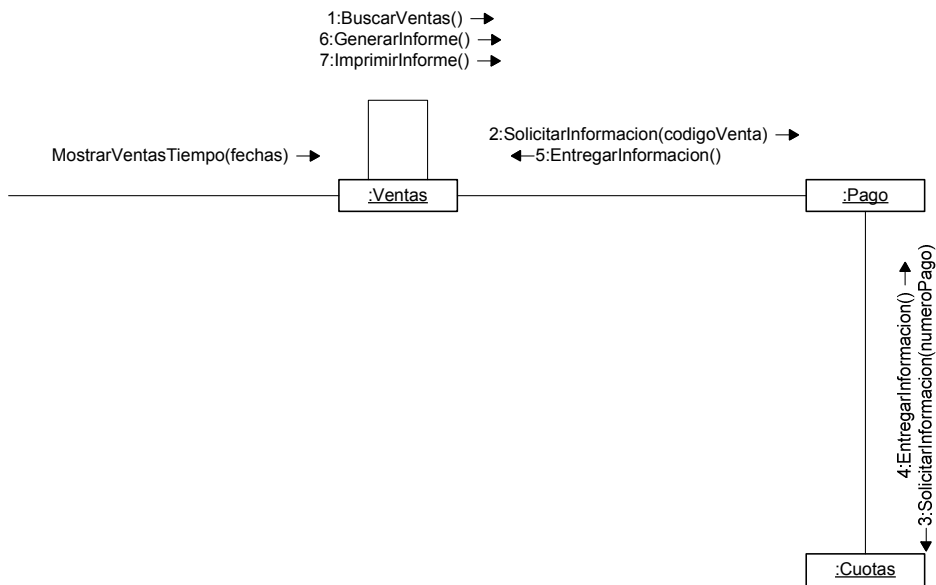 1:BuscarVentas()
6:GenerarInforme()
7:ImprimirInforme()
2:SolicitarInformacion(codigoVenta)
MostrarVentasTiempo(fechas)
5:EntregarInformacion()
:Ventas
:Pago
4:EntregarInformacion()
3:SolicitarInformacion(numeroPago)
:Cuotas